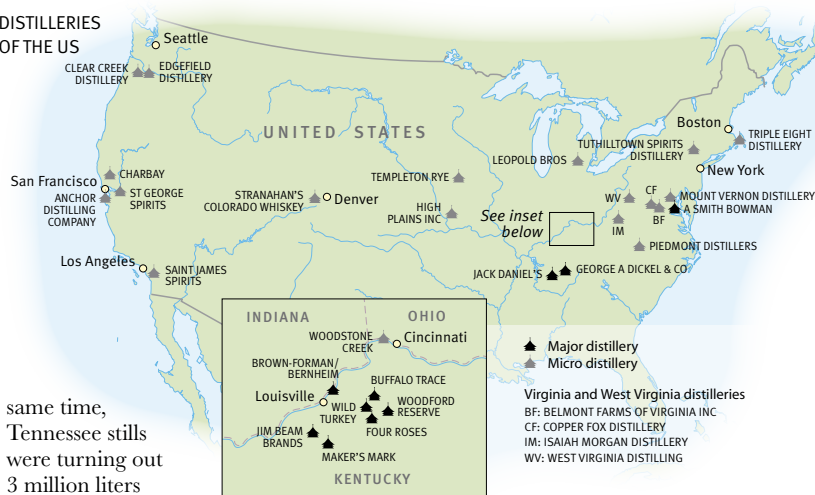 DISTILLERIES
OF THE US
Seattle
CLEAR CREEK
DISTILLERY
EDGEFIELD
DISTILLERY
UNITED STATES
Boston
TRIPLE EIGHT
DISTILLERY
TUTHILLTOWN SPIRITS
DISTILLERY
LEOPOLD BROS
New York
CHARBAY
San Francisco
ST GEORGE
SPIRITS
ANCHOR
DISTILLING
COMPANY
TEMPLETON RYE
STRANAHAN'S
COLORADO WHISKEY
Denver
HIGH
PLAINS INC
See inset
below
WV
CF
BF
IM
MOUNT VERNON DISTILLERY
A SMITH BOWMAN
PIEDMONT DISTILLERS
Los Angeles
SAINT JAMES
SPIRITS
JACK DANIEL'S
GEORGE A DICKEL & CO
INDIANA
OHIO
WOODSTONE
CREEK
Cincinnati
BROWN-FORMAN/
BERNHEIM
BUFFALO TRACE
Louisville
WILD
TURKEY
WOODFORD
RESERVE
FOUR ROSES
JIM BEAM
BRANDS
MAKER'S MARK
KENTUCKY
Major distillery
Micro distillery
Virginia and West Virginia distilleries
BF: BELMONT FARMS OF VIRGINIA INC
CF: COPPER FOX DISTILLERY
IM: ISAIAH MORGAN DISTILLERY
WV: WEST VIRGINIA DISTILLING
same time,
Tennessee stills
were turning out
3 million liters